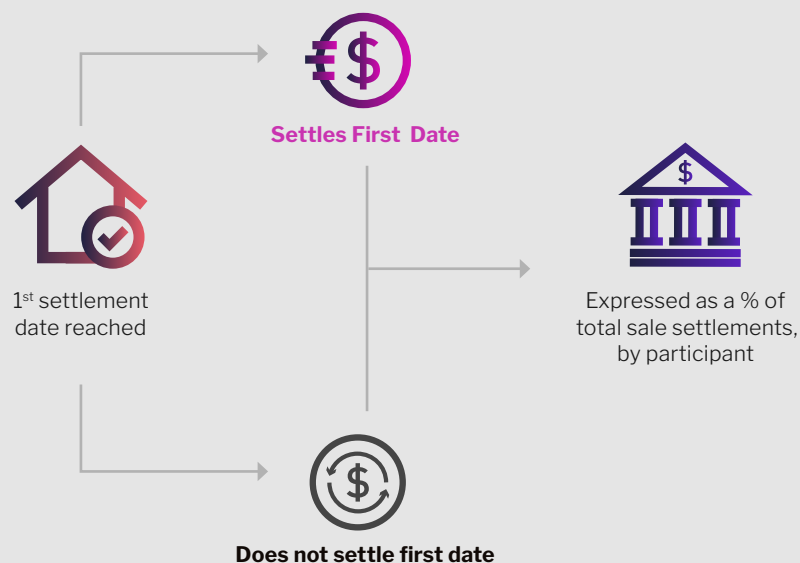 Settles First Date
1st settlement
date reached
Expressed as a % of
total sale settlements,
by participant
Does not settle first date